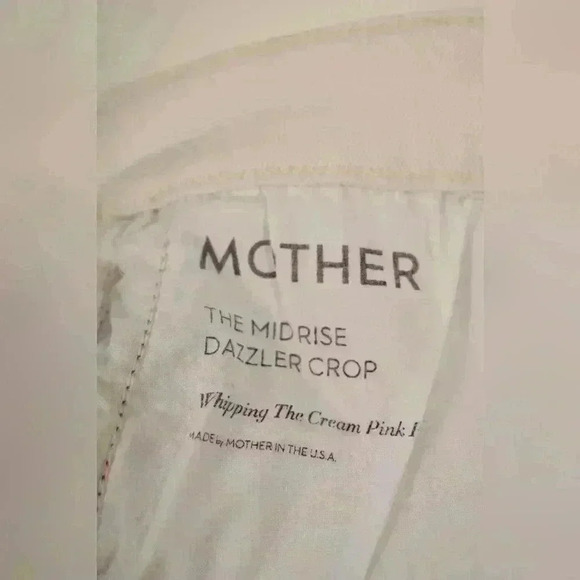 MOTHER
THE MIDRISE
DAZZLER CROP
Whipping The Cream Pink
MADE by MOTHER IN THE U.S.A.